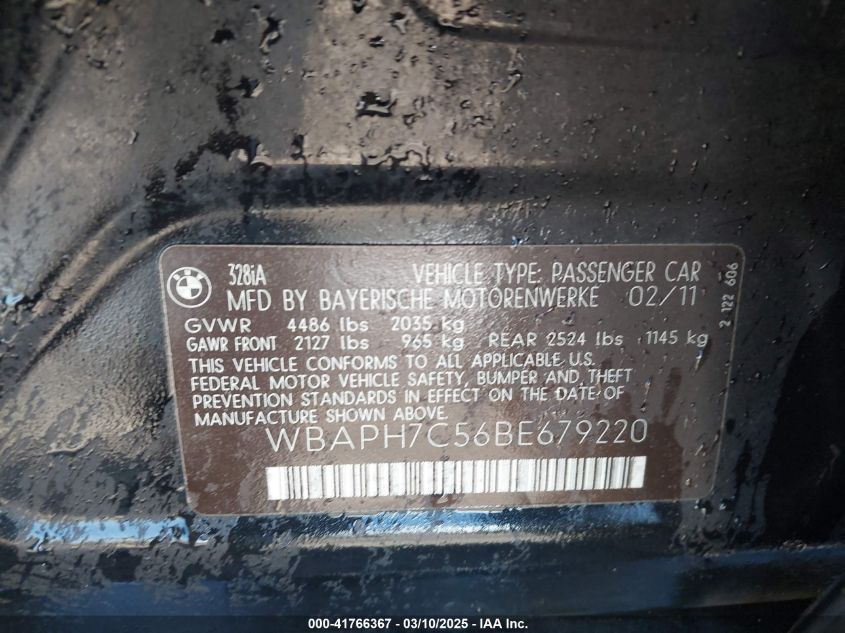 BMW
328iA VEHICLE TYPE: PASSENGER CAR
MFD BY BAYERISCHE MOTORENWERKE 02/11
GVWR 4486 lbs 2035 kg
GAWR FRONT 2127 lbs 965 kg REAR 2524 lbs 1145 kg
THIS VEHICLE CONFORMS TO ALL APPLICABLE U.S.
FEDERAL MOTOR VEHICLE SAFETY, BUMPER AND THEFT
PREVENTION STANDARDS IN EFFECT ON THE DATE OF
MANUFACTURE SHOWN ABOVE.
WBAPH7C56BE679220
2 122 606
000-41766367 - 03/10/2025 - IAA Inc.